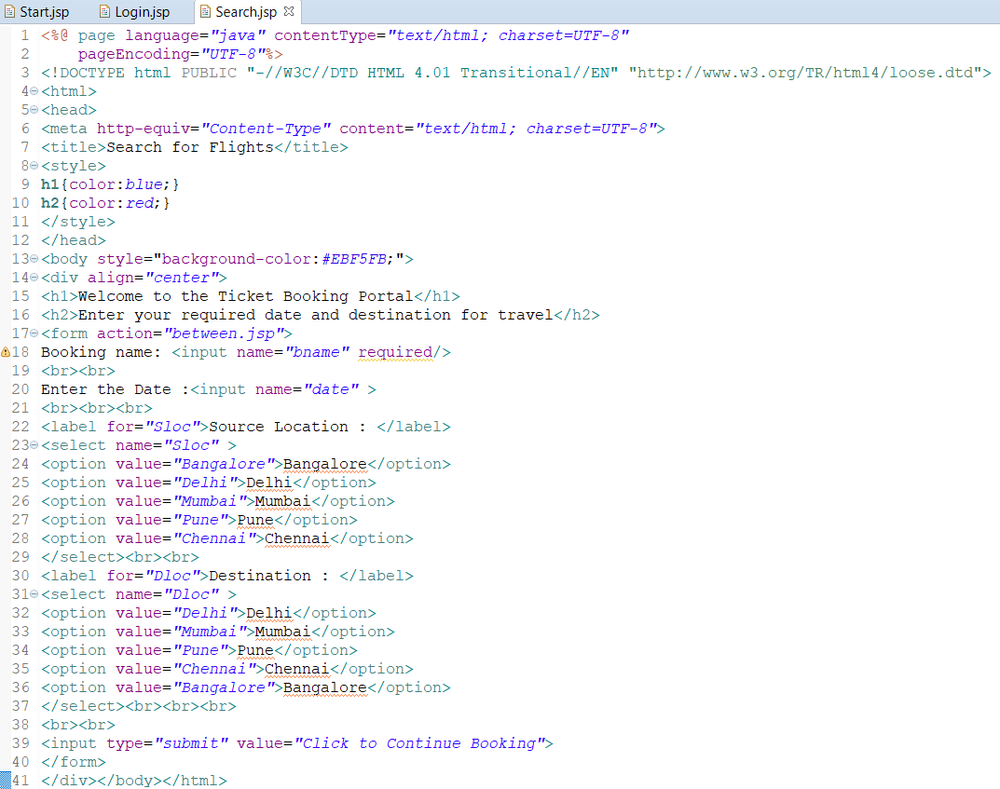 Start.jsp Login.jsp Search.jsp
1 <%@ page language="java" contentType="text/html; charset=UTF-8"
2     pageEncoding="UTF-8"%>
3 <!DOCTYPE html PUBLIC "-//W3C//DTD HTML 4.01 Transitional//EN" "http://www.w3.org/TR/html4/loose.dtd">
4 <html>
5 <head>
6 <meta http-equiv="Content-Type" content="text/html; charset=UTF-8">
7 <title>Search for Flights</title>
8 <style>
9 h1{color:blue;}
10 h2{color:red;}
11 </style>
12 </head>
13 <body style="background-color:#EBF5FB;">
14 <div align="center">
15 <h1>Welcome to the Ticket Booking Portal</h1>
16 <h2>Enter your required date and destination for travel</h2>
17 <form action="between.jsp">
18 Booking name: <input name="bname" required/>
19 <br><br>
20 Enter the Date :<input name="date" >
21 <br><br><br>
22 <label for="Sloc">Source Location : </label>
23 <select name="Sloc" >
24 <option value="Bangalore">Bangalore</option>
25 <option value="Delhi">Delhi</option>
26 <option value="Mumbai">Mumbai</option>
27 <option value="Pune">Pune</option>
28 <option value="Chennai">Chennai</option>
29 </select><br><br>
30 <label for="Dloc">Destination : </label>
31 <select name="Dloc" >
32 <option value="Delhi">Delhi</option>
33 <option value="Mumbai">Mumbai</option>
34 <option value="Pune">Pune</option>
35 <option value="Chennai">Chennai</option>
36 <option value="Bangalore">Bangalore</option>
37 </select><br><br><br>
38 <br><br>
39 <input type="submit" value="Click to Continue Booking">
40 </form>
41 </div></body></html>